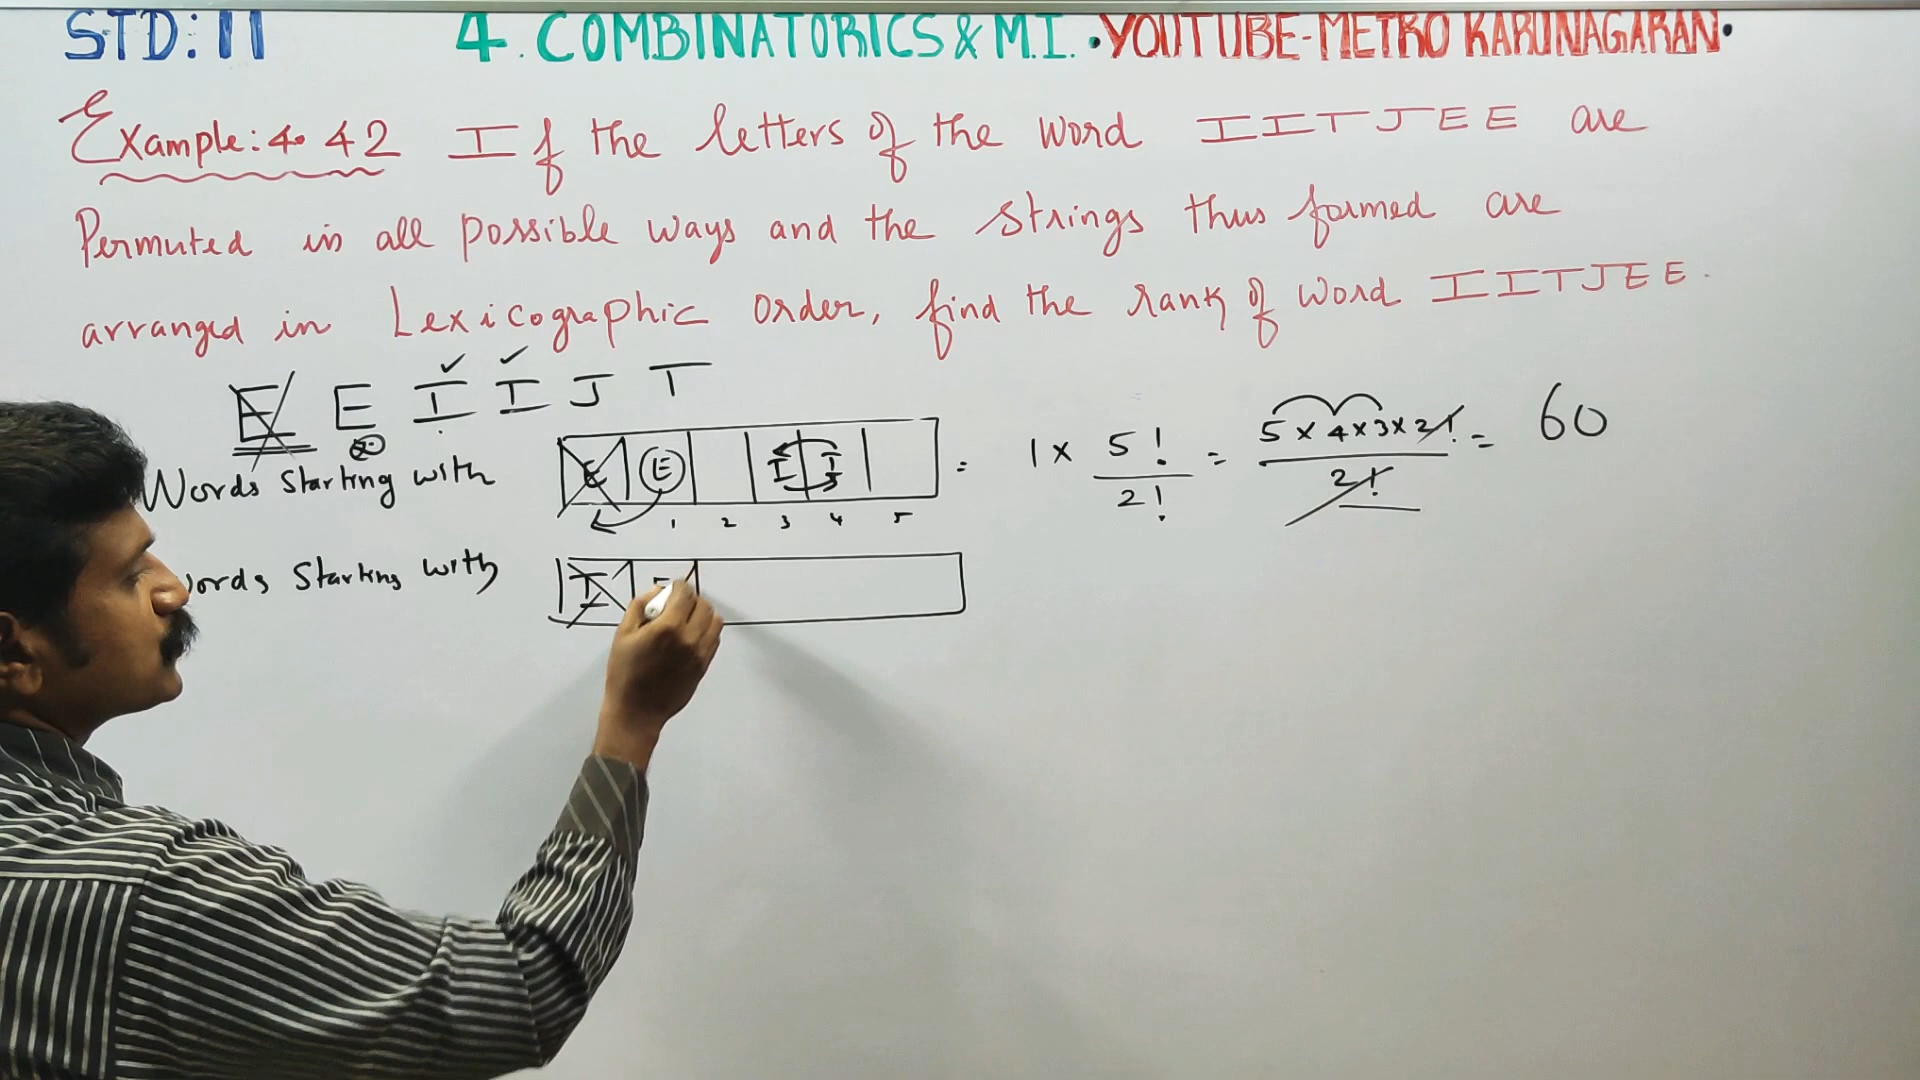 STD: 11 4. COMBINATORICS & M.I. •YOUTUBE-METRO KARUNAGARAN•
Example: 4.42 If the letters of the word IITJEE are
Permuted in all possible ways and the strings thus formed are
arranged in Lexicographic order, find the rank of word IITJEE.
E E I I J T
Words starting with E E I I = 1 × 5!/2! = 5×4×3×2!/2! = 60
1 2 3 4 5
words starting with I